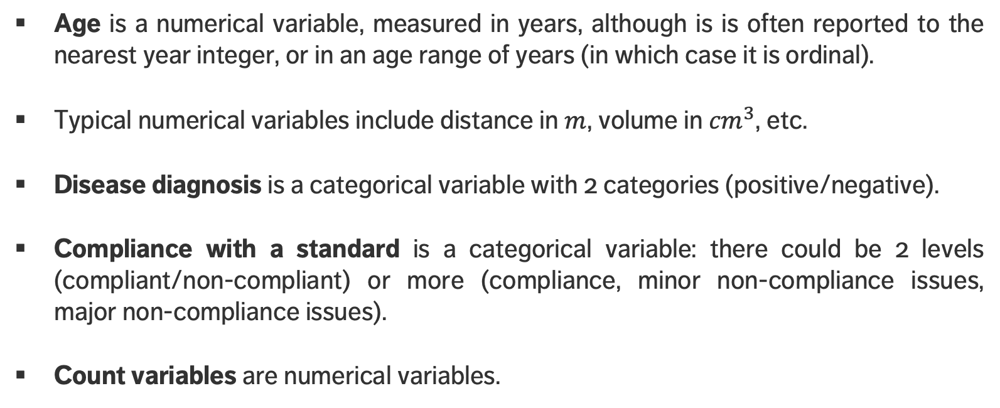 ▪ Age is a numerical variable, measured in years, although is is often reported to the
nearest year integer, or in an age range of years (in which case it is ordinal).
▪ Typical numerical variables include distance in m, volume in cm³, etc.
▪ Disease diagnosis is a categorical variable with 2 categories (positive/negative).
▪ Compliance with a standard is a categorical variable: there could be 2 levels
(compliant/non-compliant) or more (compliance, minor non-compliance issues,
major non-compliance issues).
▪ Count variables are numerical variables.